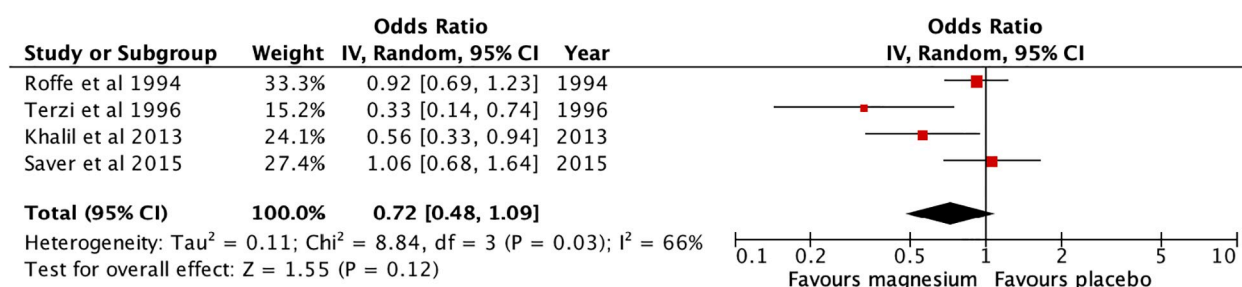 Odds Ratio Odds Ratio
Study or Subgroup Weight IV, Random, 95% CI Year IV, Random, 95% CI
Roffe et al 1994 33.3% 0.92 [0.69, 1.23] 1994
Terzi et al 1996 15.2% 0.33 [0.14, 0.74] 1996
Khalil et al 2013 24.1% 0.56 [0.33, 0.94] 2013
Saver et al 2015 27.4% 1.06 [0.68, 1.64] 2015
Total (95% CI) 100.0% 0.72 [0.48, 1.09]
Heterogeneity: Tau² = 0.11; Chi² = 8.84, df = 3 (P = 0.03); I² = 66%
Test for overall effect: Z = 1.55 (P = 0.12)
0.1 0.2 0.5 1 2 5 10
Favours magnesium Favours placebo